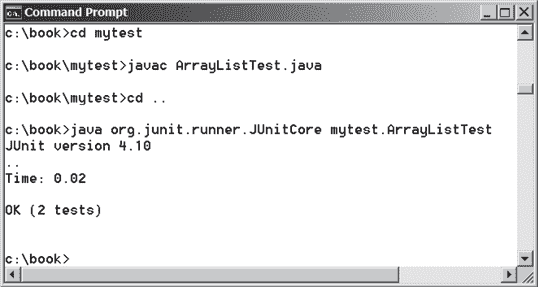 Command Prompt
c:\book>cd mytest
c:\book\mytest>javac ArrayListTest.java
c:\book\mytest>cd ..
c:\book>java org.junit.runner.JUnitCore mytest.ArrayListTest
JUnit version 4.10
..
Time: 0.02
OK (2 tests)
c:\book>